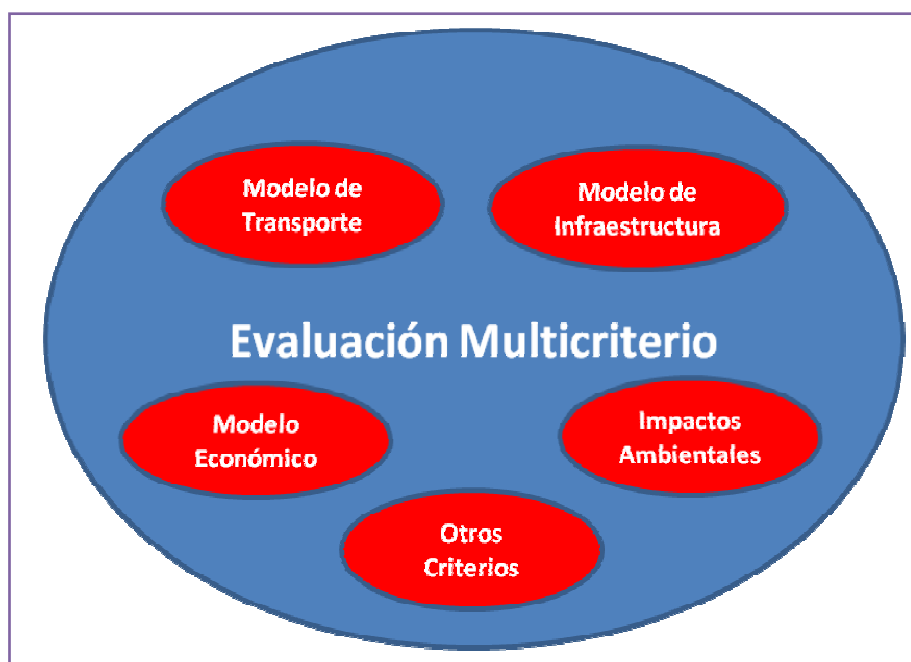 Modelo de
Transporte
Modelo de
Infraestructura
Evaluación Multicriterio
Modelo
Económico
Impactos
Ambientales
Otros
Criterios